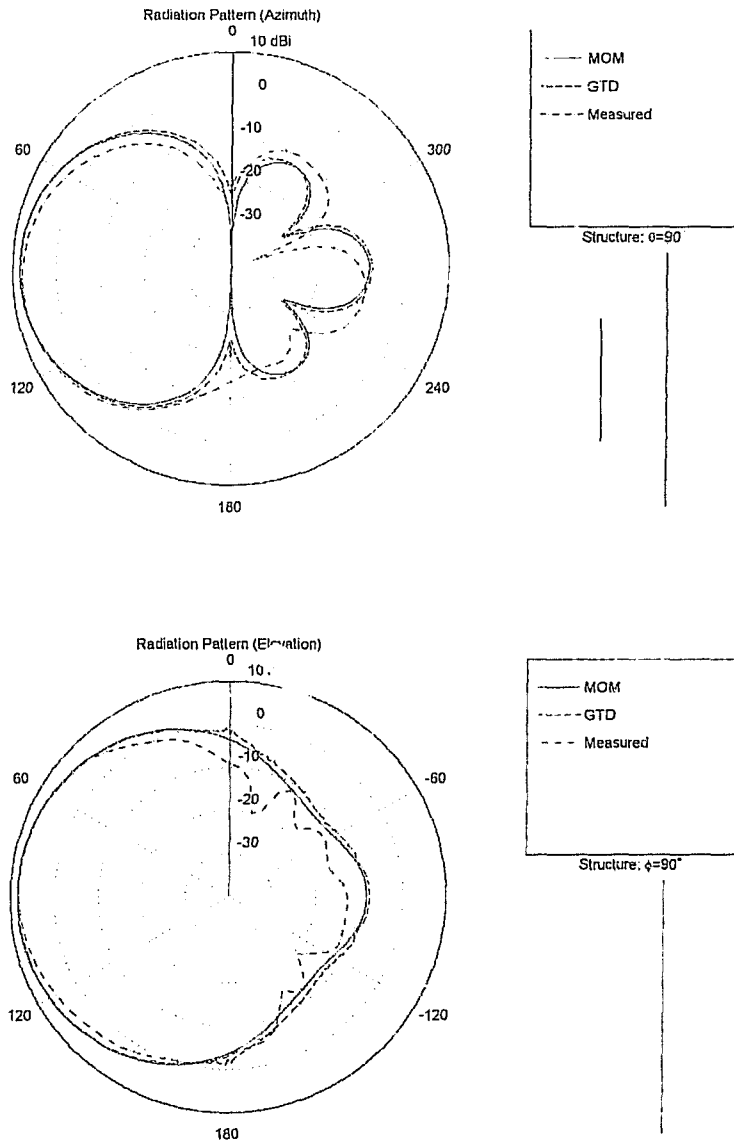 Radiation Pattern (Azimuth)
0
10 dBi
0
-10
-20
-30
60
300
120
240
180
MOM
GTD
Measured
Structure: θ=90
Radiation Pattern (Elevation)
0
10
0
-10
-20
-30
60
-60
120
-120
180
MOM
GTD
Measured
Structure: ϕ=90°